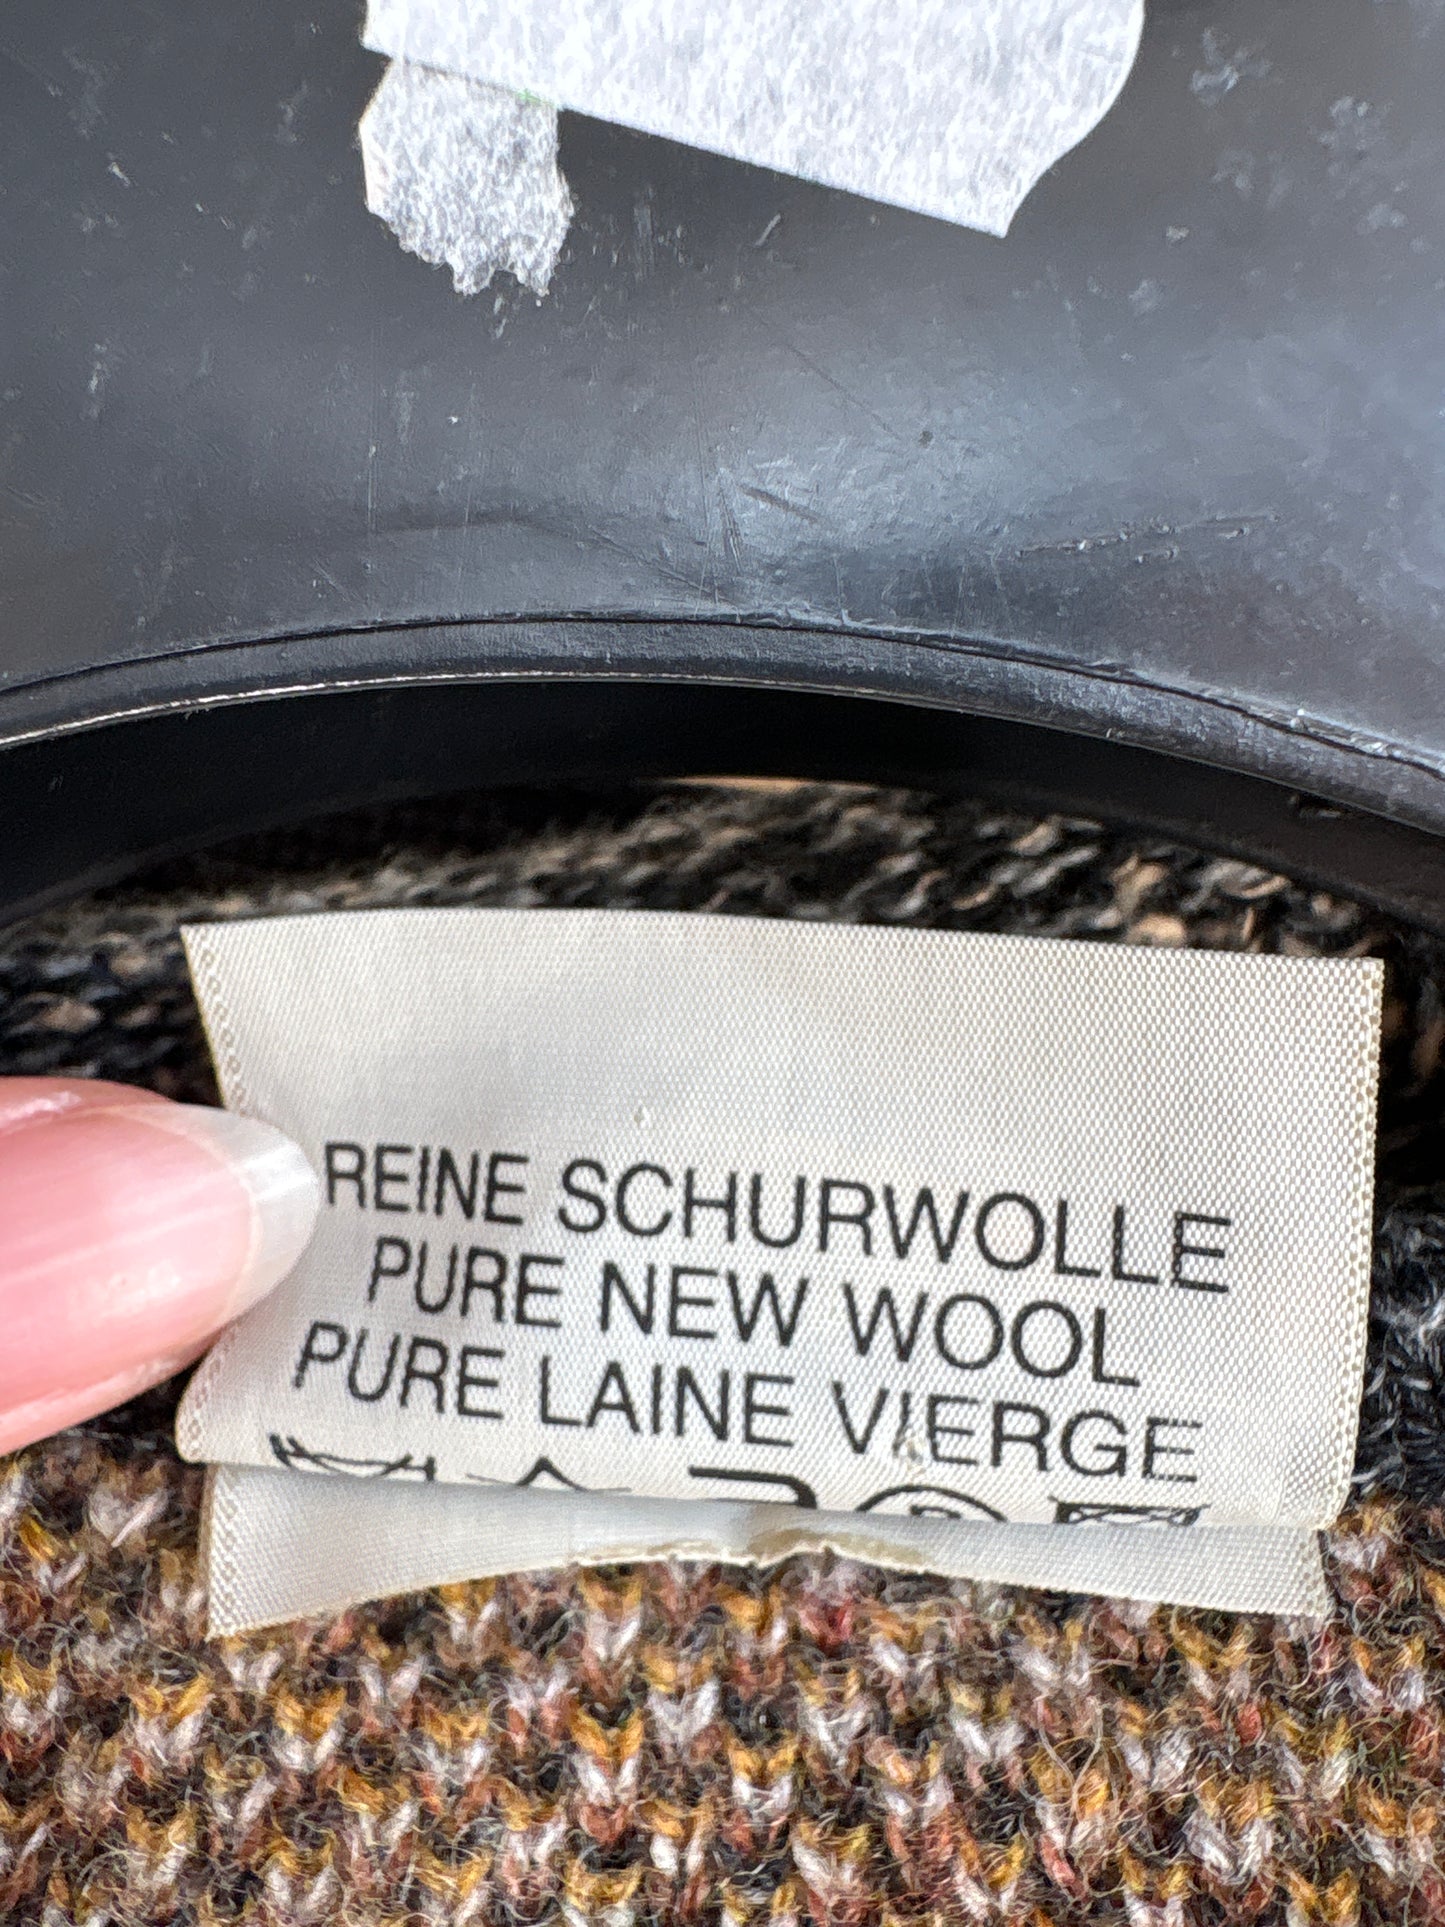 REINE SCHURWOLLE
PURE NEW WOOL
PURE LAINE VIERGE